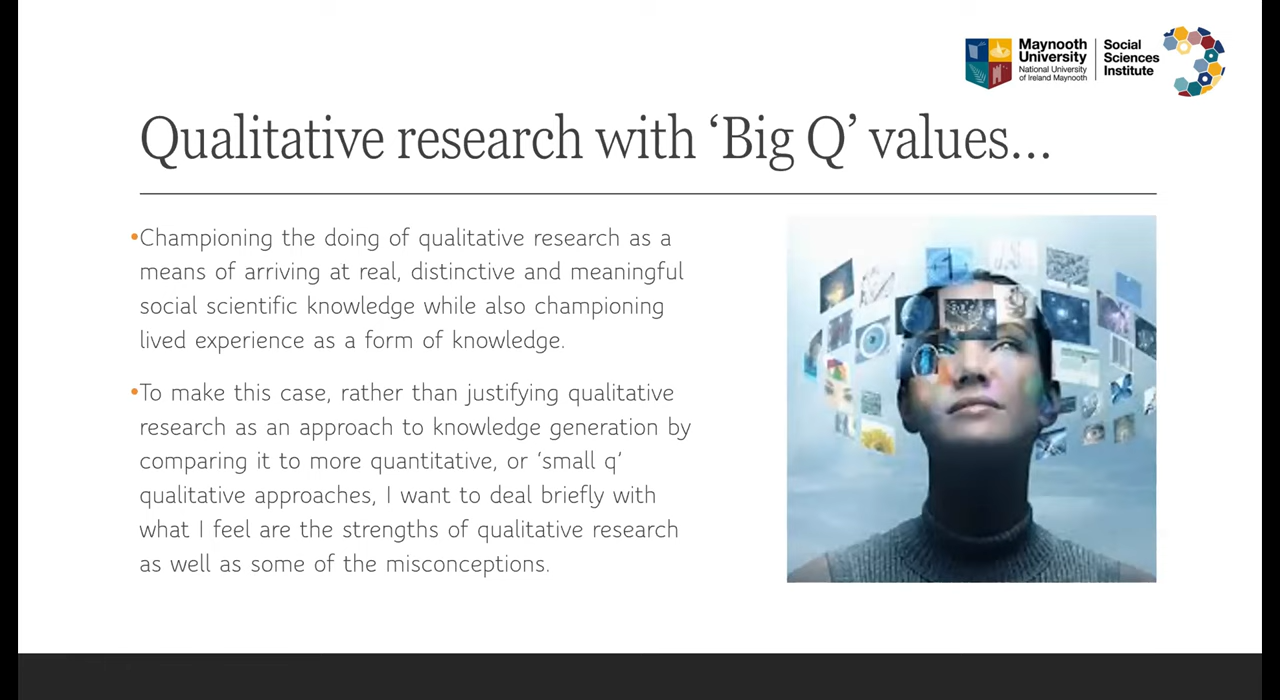 Maynooth
University
National University
of Ireland Maynooth
Social
Sciences
Institute
Qualitative research with ‘Big Q’ values...
•Championing the doing of qualitative research as a
means of arriving at real, distinctive and meaningful
social scientific knowledge while also championing
lived experience as a form of knowledge.
•To make this case, rather than justifying qualitative
research as an approach to knowledge generation by
comparing it to more quantitative, or ‘small q’
qualitative approaches, I want to deal briefly with
what I feel are the strengths of qualitative research
as well as some of the misconceptions.